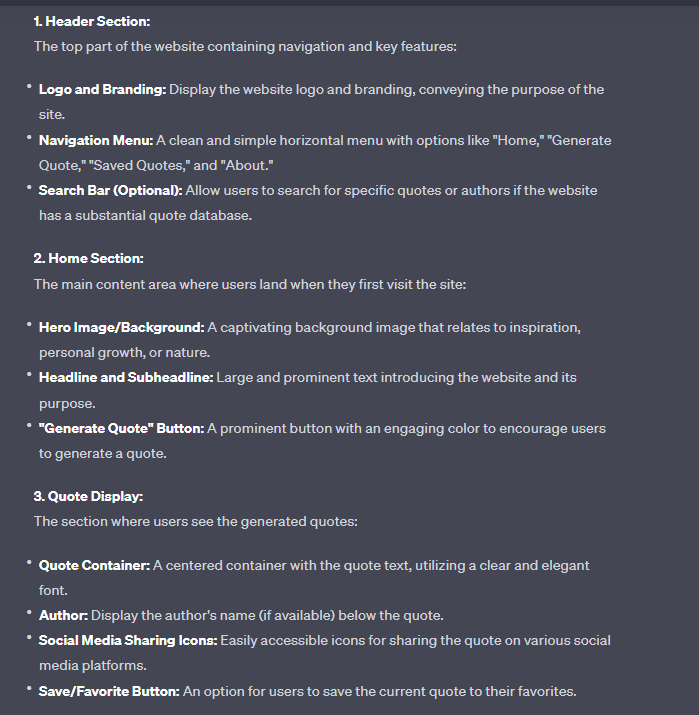 1. Header Section:
The top part of the website containing navigation and key features:
• Logo and Branding: Display the website logo and branding, conveying the purpose of the
site.
• Navigation Menu: A clean and simple horizontal menu with options like "Home," "Generate
Quote," "Saved Quotes," and "About."
• Search Bar (Optional): Allow users to search for specific quotes or authors if the website
has a substantial quote database.
2. Home Section:
The main content area where users land when they first visit the site:
• Hero Image/Background: A captivating background image that relates to inspiration,
personal growth, or nature.
• Headline and Subheadline: Large and prominent text introducing the website and its
purpose.
• "Generate Quote" Button: A prominent button with an engaging color to encourage users
to generate a quote.
3. Quote Display:
The section where users see the generated quotes:
• Quote Container: A centered container with the quote text, utilizing a clear and elegant
font.
• Author: Display the author's name (if available) below the quote.
• Social Media Sharing Icons: Easily accessible icons for sharing the quote on various social
media platforms.
• Save/Favorite Button: An option for users to save the current quote to their favorites.